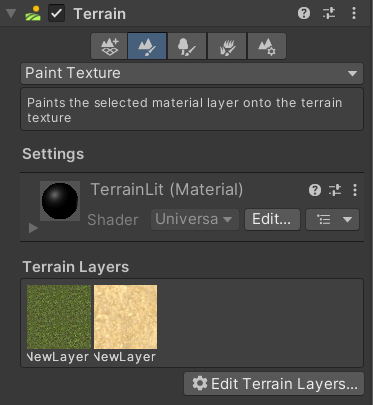 Terrain
Paint Texture
Paints the selected material layer onto the terrain
texture
Settings
TerrainLit (Material)
Shader Universa Edit...
Terrain Layers
NewLayer NewLayer
Edit Terrain Layers...